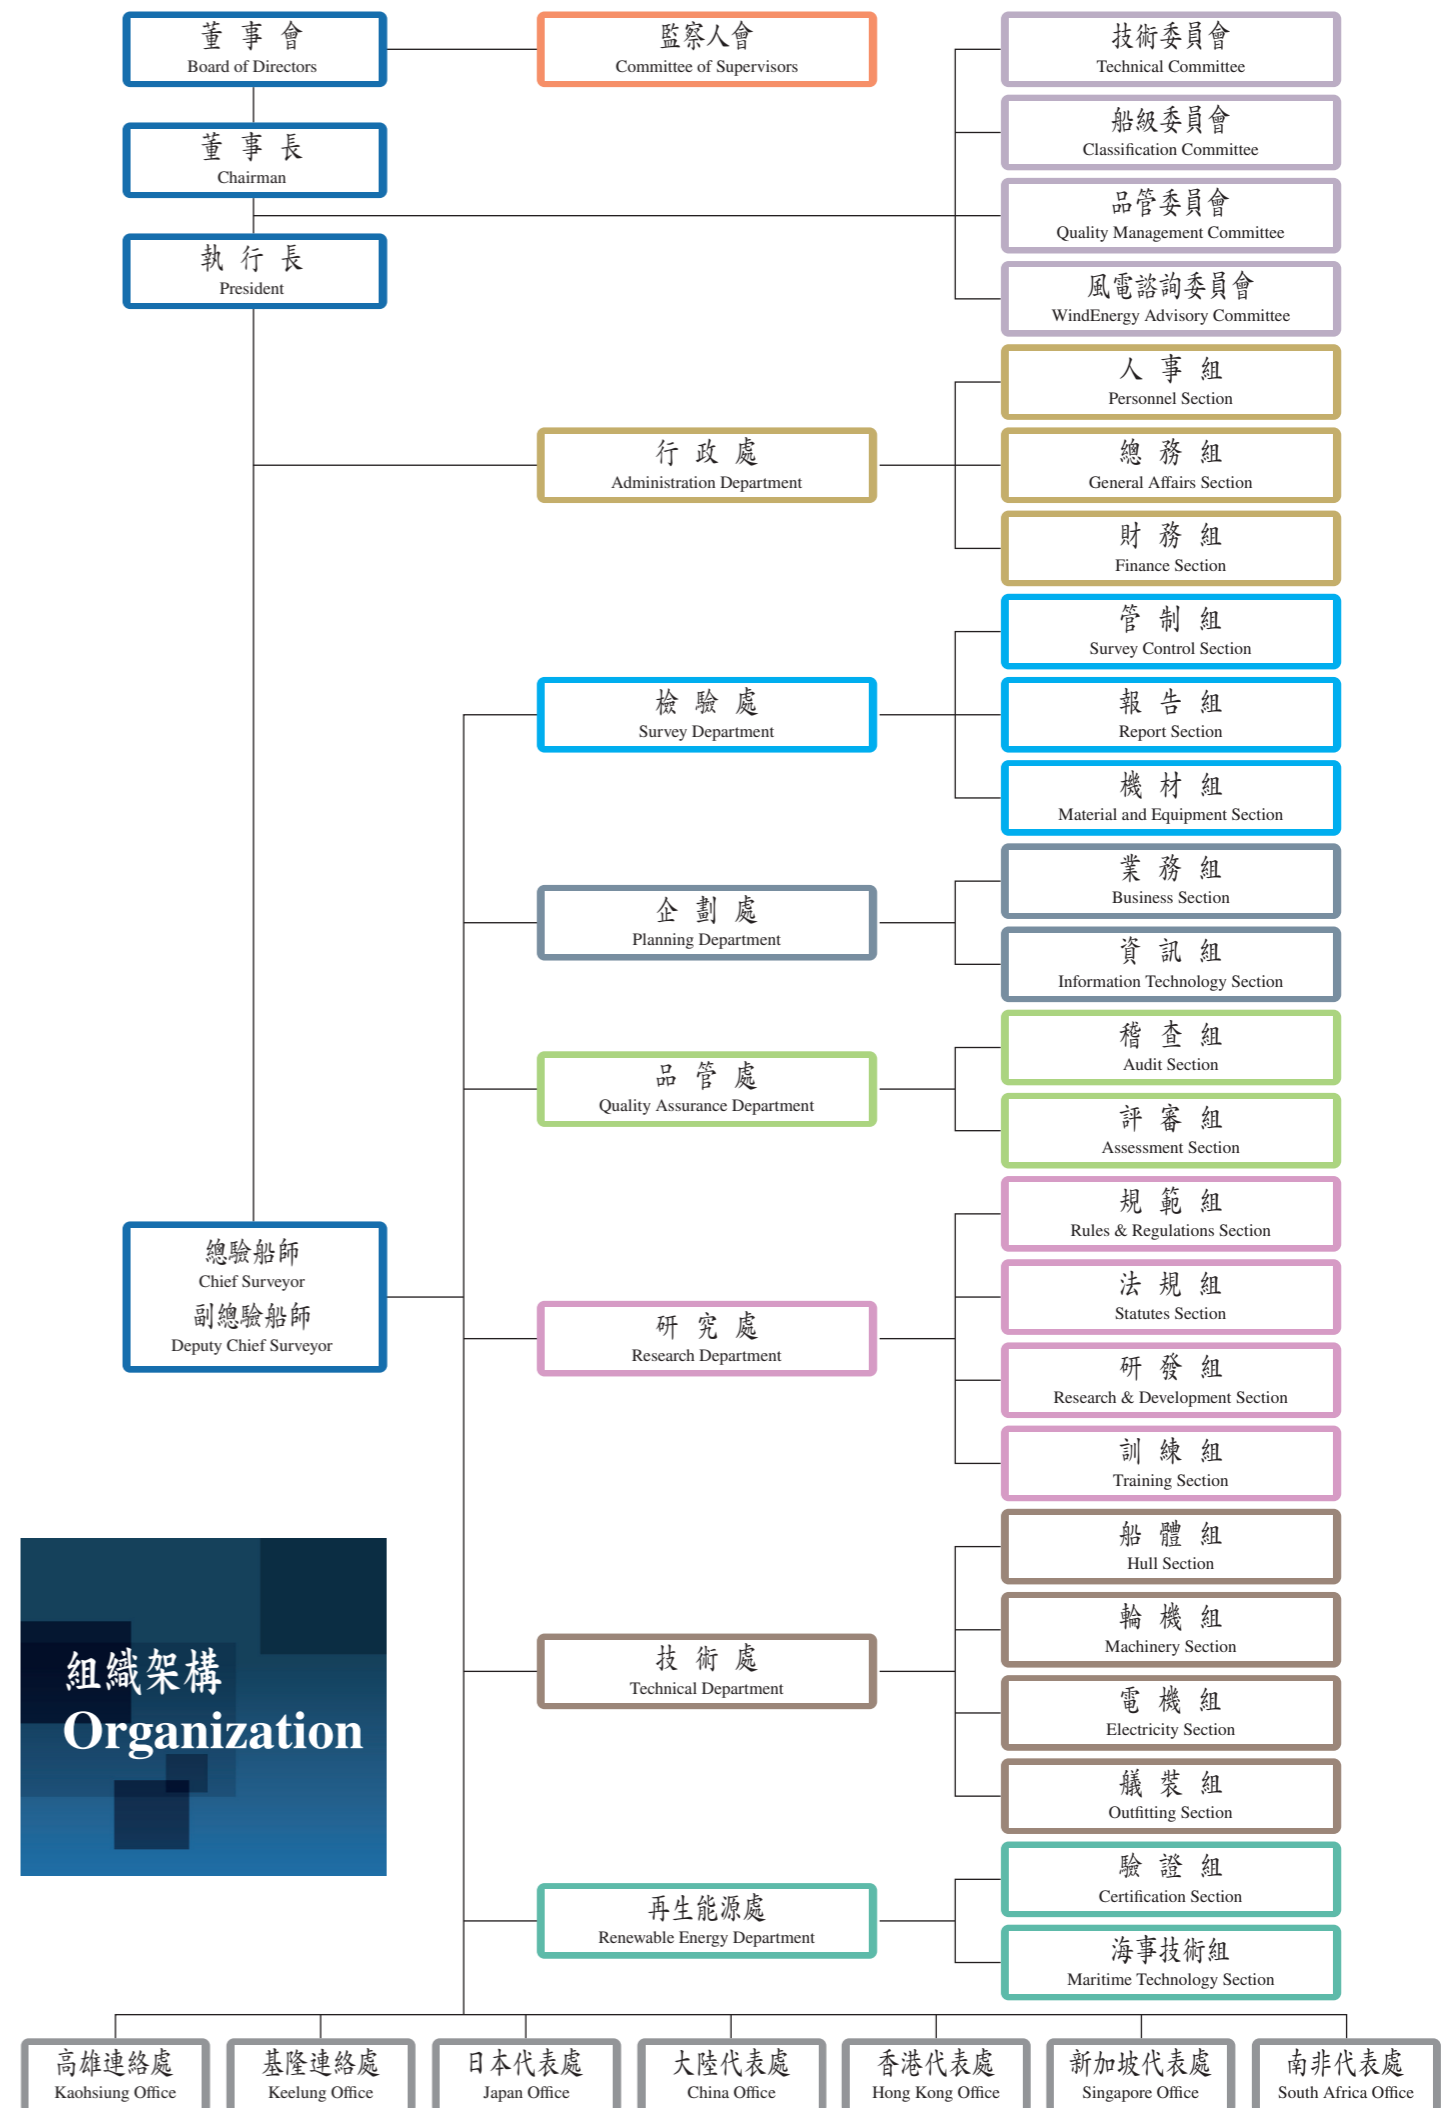 董事會
Board of Directors
監察人會
Committee of Supervisors
董事長
Chairman
執行長
President
技術委員會
Technical Committee
船級委員會
Classification Committee
品管委員會
Quality Management Committee
風電諮詢委員會
WindEnergy Advisory Committee
行政處
Administration Department
人事組
Personnel Section
總務組
General Affairs Section
財務組
Finance Section
檢驗處
Survey Department
管制組
Survey Control Section
報告組
Report Section
機材組
Material and Equipment Section
企劃處
Planning Department
業務組
Business Section
資訊組
Information Technology Section
品管處
Quality Assurance Department
稽查組
Audit Section
評審組
Assessment Section
總驗船師
Chief Surveyor
副總驗船師
Deputy Chief Surveyor
研究處
Research Department
規範組
Rules & Regulations Section
法規組
Statutes Section
研發組
Research & Development Section
訓練組
Training Section
技術處
Technical Department
船體組
Hull Section
輪機組
Machinery Section
電機組
Electricity Section
艤裝組
Outfitting Section
組織架構
Organization
再生能源處
Renewable Energy Department
驗證組
Certification Section
海事技術組
Maritime Technology Section
高雄連絡處
Kaohsiung Office
基隆連絡處
Keelung Office
日本代表處
Japan Office
大陸代表處
China Office
香港代表處
Hong Kong Office
新加坡代表處
Singapore Office
南非代表處
South Africa Office